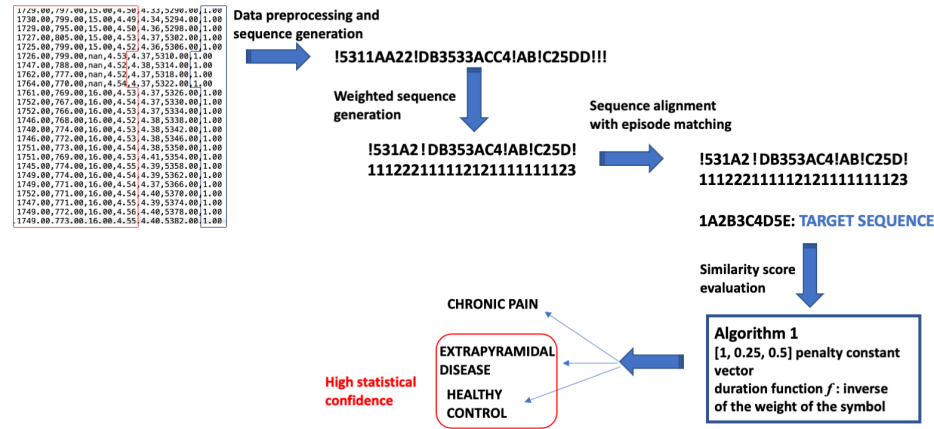 1729.00,797.00,15.00,4.50,4.33,5290.00,1.00
1730.00,799.00,15.00,4.49,4.34,5294.00,1.00
1729.00,795.00,15.00,4.50,4.36,5298.00,1.00
1727.00,805.00,15.00,4.53,4.37,5302.00,1.00
1725.00,799.00,15.00,4.52,4.36,5306.00,1.00
1726.00,799.00,nan,4.53,4.37,5310.00,1.00
1747.00,788.00,nan,4.52,4.38,5314.00,1.00
1762.00,777.00,nan,4.52,4.37,5318.00,1.00
1764.00,770.00,nan,4.54,4.37,5322.00,1.00
1761.00,769.00,16.00,4.53,4.37,5326.00,1.00
1752.00,767.00,16.00,4.54,4.37,5330.00,1.00
1752.00,766.00,16.00,4.53,4.37,5334.00,1.00
1746.00,768.00,16.00,4.52,4.38,5338.00,1.00
1740.00,774.00,16.00,4.53,4.38,5342.00,1.00
1746.00,772.00,16.00,4.53,4.38,5346.00,1.00
1751.00,773.00,16.00,4.54,4.38,5350.00,1.00
1751.00,769.00,16.00,4.53,4.41,5354.00,1.00
1745.00,774.00,16.00,4.55,4.39,5358.00,1.00
1749.00,774.00,16.00,4.54,4.39,5362.00,1.00
1749.00,771.00,16.00,4.54,4.37,5366.00,1.00
1752.00,771.00,16.00,4.54,4.40,5370.00,1.00
1747.00,771.00,16.00,4.55,4.39,5374.00,1.00
1749.00,772.00,16.00,4.56,4.40,5378.00,1.00
1749.00,773.00,16.00,4.55,4.40,5382.00,1.00
Data preprocessing and
sequence generation
!5311AA22!DB3533ACC4!AB!C25DD!!!
Weighted sequence
generation
!531A2!DB353AC4!AB!C25D!
111222111112121111111123
Sequence alignment
with episode matching
!531A2!DB353AC4!AB!C25D!
111222111112121111111123
1A2B3C4D5E: TARGET SEQUENCE
Similarity score
evaluation
Algorithm 1
[1, 0.25, 0.5] penalty constant
vector
duration function f: inverse
of the weight of the symbol
CHRONIC PAIN
EXTRAPYRAMIDAL
DISEASE
HEALTHY
CONTROL
High statistical
confidence